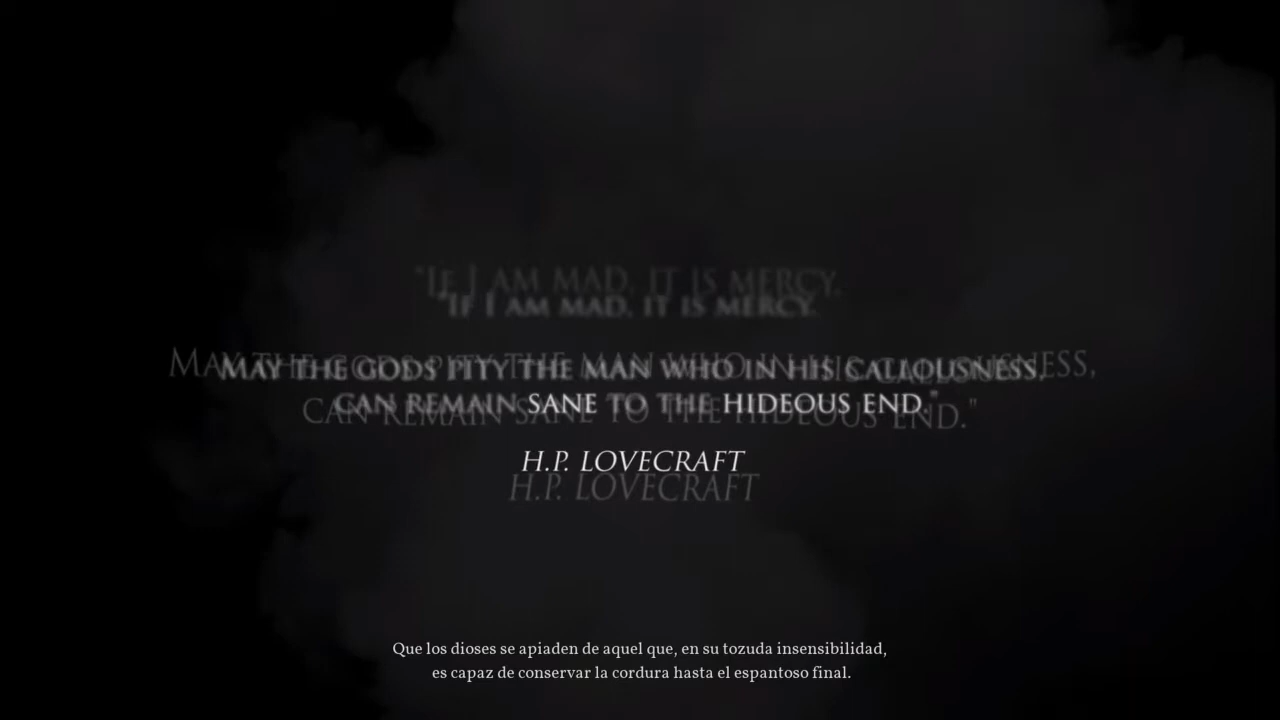 "IF I AM MAD, IT IS MERCY.
MAY THE GODS PITY THE MAN WHO IN HIS CALLOUSNESS,
CAN REMAIN SANE TO THE HIDEOUS END."
H.P. LOVECRAFT
Que los dioses se apiaden de aquel que, en su tozuda insensibilidad,
es capaz de conservar la cordura hasta el espantoso final.